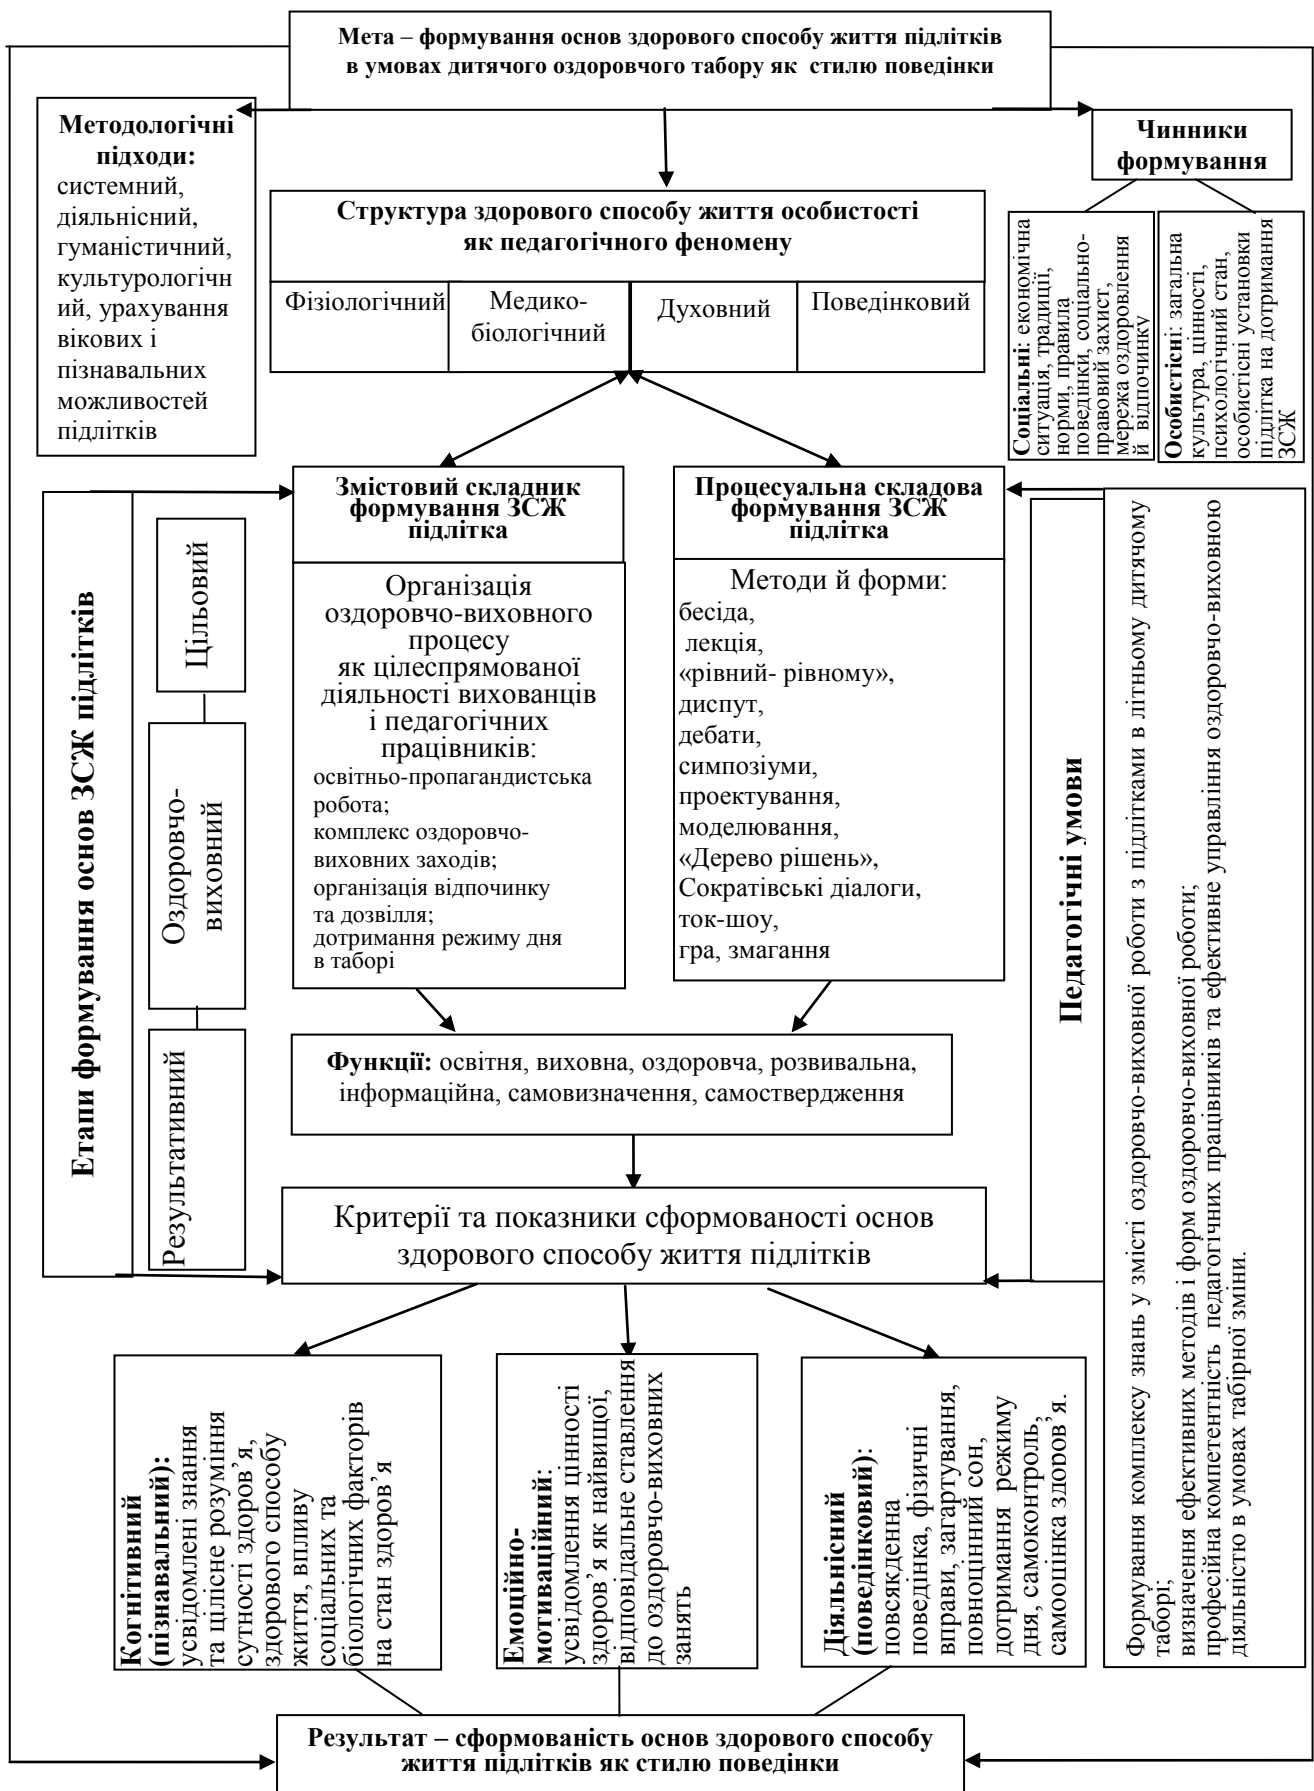 Мета – формування основ здорового способу життя підлітків
в умовах дитячого оздоровчого табору як стилю поведінки
Методологічні
підходи:
системний,
діяльнісний,
гуманістичний,
культурологічн
ий, урахування
вікових і
пізнавальних
можливостей
підлітків
Чинники
формування
Структура здорового способу життя особистості
як педагогічного феномену
Фізіологічний
Медико-
біологічний
Духовний
Поведінковий
Соціальні: економічна
ситуація, традиції,
норми, правила
поведінки, соціально-
правовий захист,
мережа оздоровлення
й відпочинку
Особистісні: загальна
культура, цінності,
психологічний стан,
особистісні установки
підлітка на дотримання
ЗСЖ
Етапи формування основ ЗСЖ підлітків
Цільовий
Оздоровчо-
виховний
Результативний
Змістовий складник
формування ЗСЖ
підлітка
Організація
оздоровчо-виховного
процесу
як цілеспрямованої
діяльності вихованців
і педагогічних
працівників:
освітньо-пропагандистська
робота;
комплекс оздоровчо-
виховних заходів;
організація відпочинку
та дозвілля;
дотримання режиму дня
в таборі
Процесуальна складова
формування ЗСЖ
підлітка
Методи й форми:
бесіда,
лекція,
«рівний- рівному»,
диспут,
дебати,
симпозіуми,
проектування,
моделювання,
«Дерево рішень»,
Сократівські діалоги,
ток-шоу,
гра, змагання
Педагогічні умови
Формування комплексу знань у змісті оздоровчо-виховної роботи з підлітками в літньому дитячому
таборі;
визначення ефективних методів і форм оздоровчо-виховної роботи;
професійна компетентність педагогічних працівників та ефективне управління оздоровчо-виховною
діяльністю в умовах табірної зміни.
Функції: освітня, виховна, оздоровча, розвивальна,
інформаційна, самовизначення, самоствердження
Критерії та показники сформованості основ
здорового способу життя підлітків
Когнітивний
(пізнавальний):
усвідомлені знання
та цілісне розуміння
сутності здоров’я,
здорового способу
життя, впливу
соціальних та
біологічних факторів
на стан здоров’я
Емоційно-
мотиваційний:
усвідомлення цінності
здоров’я як найвищої,
відповідальне ставлення
до оздоровчо-виховних
занять
Діяльнісний
(поведінковий):
повсякденна
поведінка, фізичні
вправи, загартування,
повноцінний сон,
дотримання режиму
дня, самоконтроль,
самооцінка здоров’я.
Результат – сформованість основ здорового способу
життя підлітків як стилю поведінки